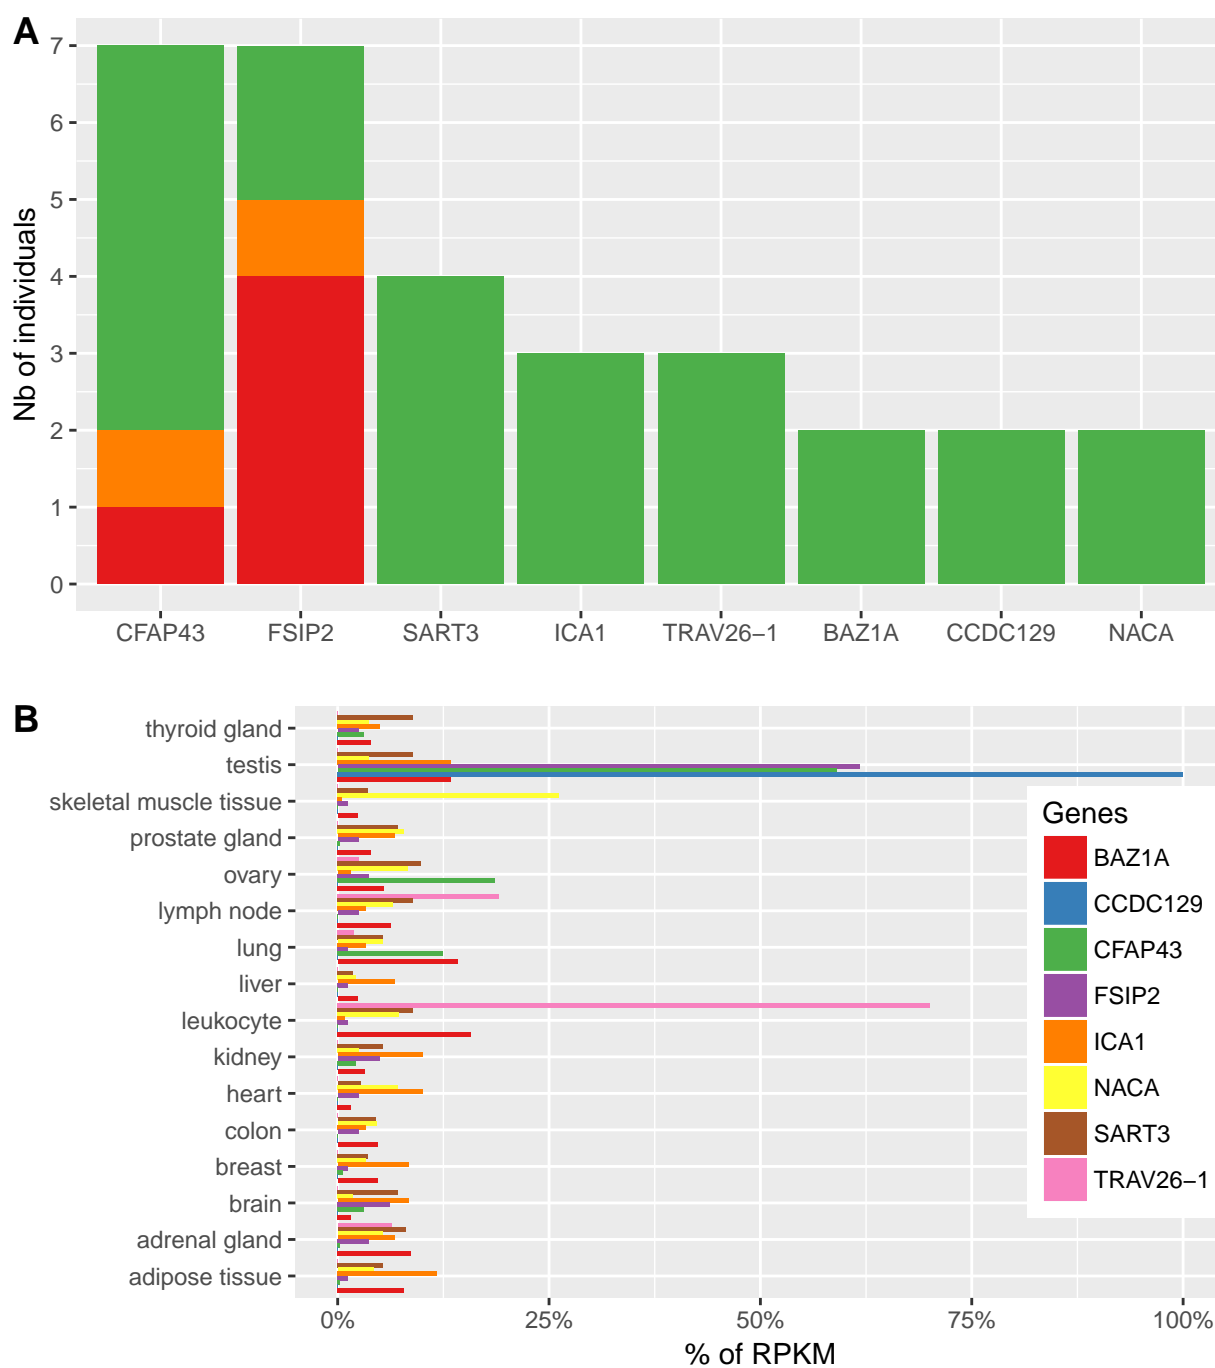 A
Nb of individuals
7
6
5
4
3
2
1
0
CFAP43 FSIP2 SART3 ICA1 TRAV26−1 BAZ1A CCDC129 NACA
B
thyroid gland
testis
skeletal muscle tissue
prostate gland
ovary
lymph node
lung
liver
leukocyte
kidney
heart
colon
breast
brain
adrenal gland
adipose tissue
0% 25% 50% 75% 100%
% of RPKM
Genes
BAZ1A
CCDC129
CFAP43
FSIP2
ICA1
NACA
SART3
TRAV26−1